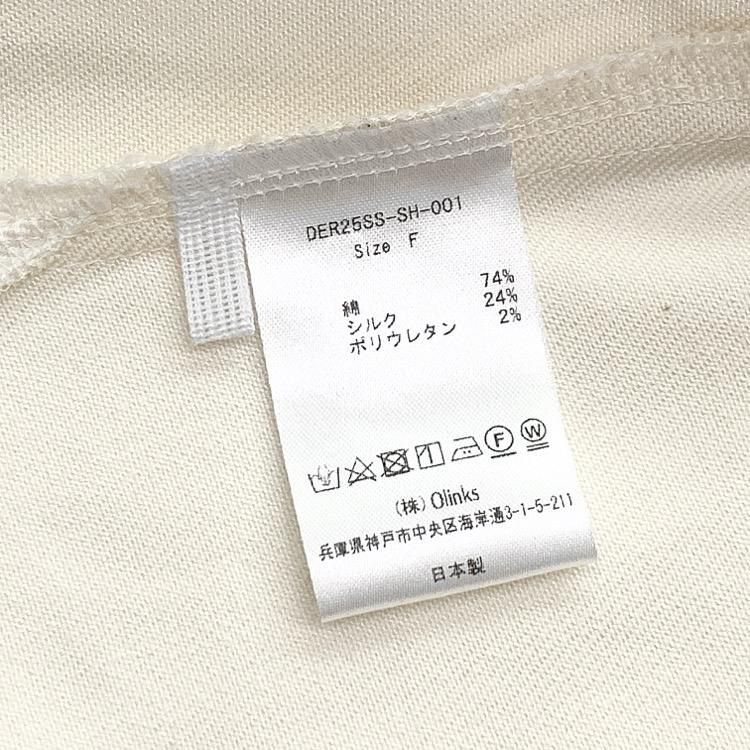 DER25SS-SH-001
Size F
綿 74%
シルク 24%
ポリウレタン 2%
F W
(株)Olinks
兵庫県神戸市中央区海岸通3-1-5-211
日本製